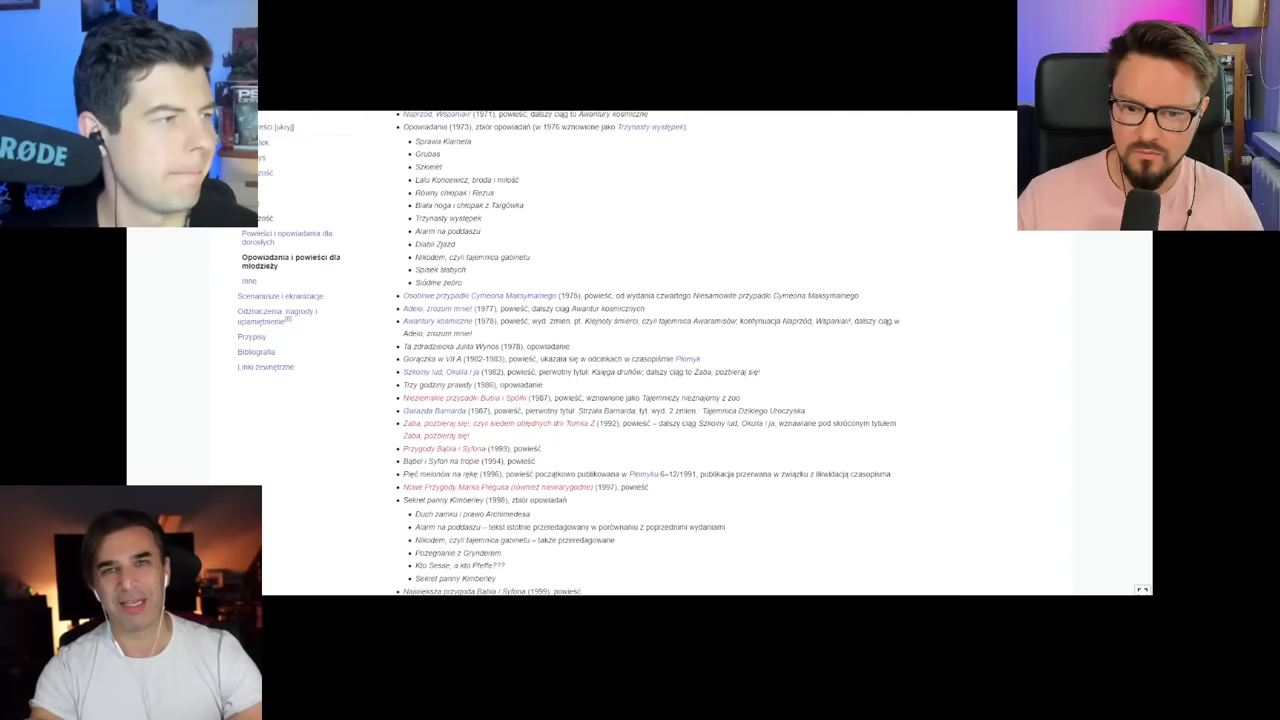 RØDE
PS
reści [ukryj]
Powieści i opowiadania dla
dorosłych
Opowiadania i powieści dla
młodzieży
Inne
Scenariusze i ekranizacje
Odznaczenia, nagrody i
upamiętnienie[8]
Przypisy
Bibliografia
Linki zewnętrzne
Naprzód, Wspaniali! (1971), powieść; dalszy ciąg to Awantury kosmiczne
Opowiadania (1973), zbiór opowiadań (w 1976 wznowione jako Trzynasty występek):
Sprawa Klarneta
Grubas
Szkielet
Lalu Koncewicz, broda i miłość
Równy chłopak i Rezus
Biała noga i chłopak z Targówka
Trzynasty występek
Alarm na poddaszu
Diabli Zjazd
Nikodem, czyli tajemnica gabinetu
Spisek słabych
Siódme żebro
Osobliwe przypadki Cymeona Maksymalnego (1975), powieść, od wydania czwartego Niesamowite przypadki Cymeona Maksymalnego
Adelo, zrozum mnie! (1977), powieść; dalszy ciąg Awantur kosmicznych
Awantury kosmiczne (1978), powieść; wyd. zmien. pt. Klejnoty śmierci, czyli tajemnica Awaramisów; kontynuacja Naprzód, Wspaniali!, dalszy ciąg w
Adelo, zrozum mnie!
Ta zdradziecka Julita Wynos (1978), opowiadanie
Gorączka w VII A (1982-1983), powieść, ukazała się w odcinkach w czasopiśmie Płomyk
Szkolny lud, Okulla i ja (1982), powieść; pierwotny tytuł: Księga druhów; dalszy ciąg to Żaba, pozbieraj się!
Trzy godziny prawdy (1986), opowiadanie
Nieziemskie przypadki Bubla i Spółki (1987), powieść; wznowione jako Tajemniczy nieznajomy z zoo
Gwiazda Barnarda (1987), powieść, pierwotny tytuł: Strzała Barnarda, tyt. wyd. 2 zmien.: Tajemnica Dzikiego Uroczyska
Żaba, pozbieraj się!, czyli siedem obłędnych dni Tomka Ż (1992), powieść – dalszy ciąg Szkolny lud, Okulla i ja, wznawiane pod skróconym tytułem
Żaba, pozbieraj się!
Przygody Bąbla i Syfona (1993), powieść
Bąbel i Syfon na tropie (1994), powieść
Pięć melonów na rękę (1996), powieść początkowo publikowana w Płomyku 6–12/1991, publikacja przerwana w związku z likwidacją czasopisma
Nowe Przygody Marka Piegusa (również niewiarygodne) (1997), powieść
Sekret panny Kimberley (1998), zbiór opowiadań
Duch zamku i prawo Archimedesa
Alarm na poddaszu – tekst istotnie przeredagowany w porównaniu z poprzednimi wydaniami
Nikodem, czyli tajemnica gabinetu – także przeredagowane
Pożegnanie z Grynderem
Kto Sesse, a kto Pfeffe???
Sekret panny Kimberley
Największa przygoda Bąbla i Syfona (1999), powieść